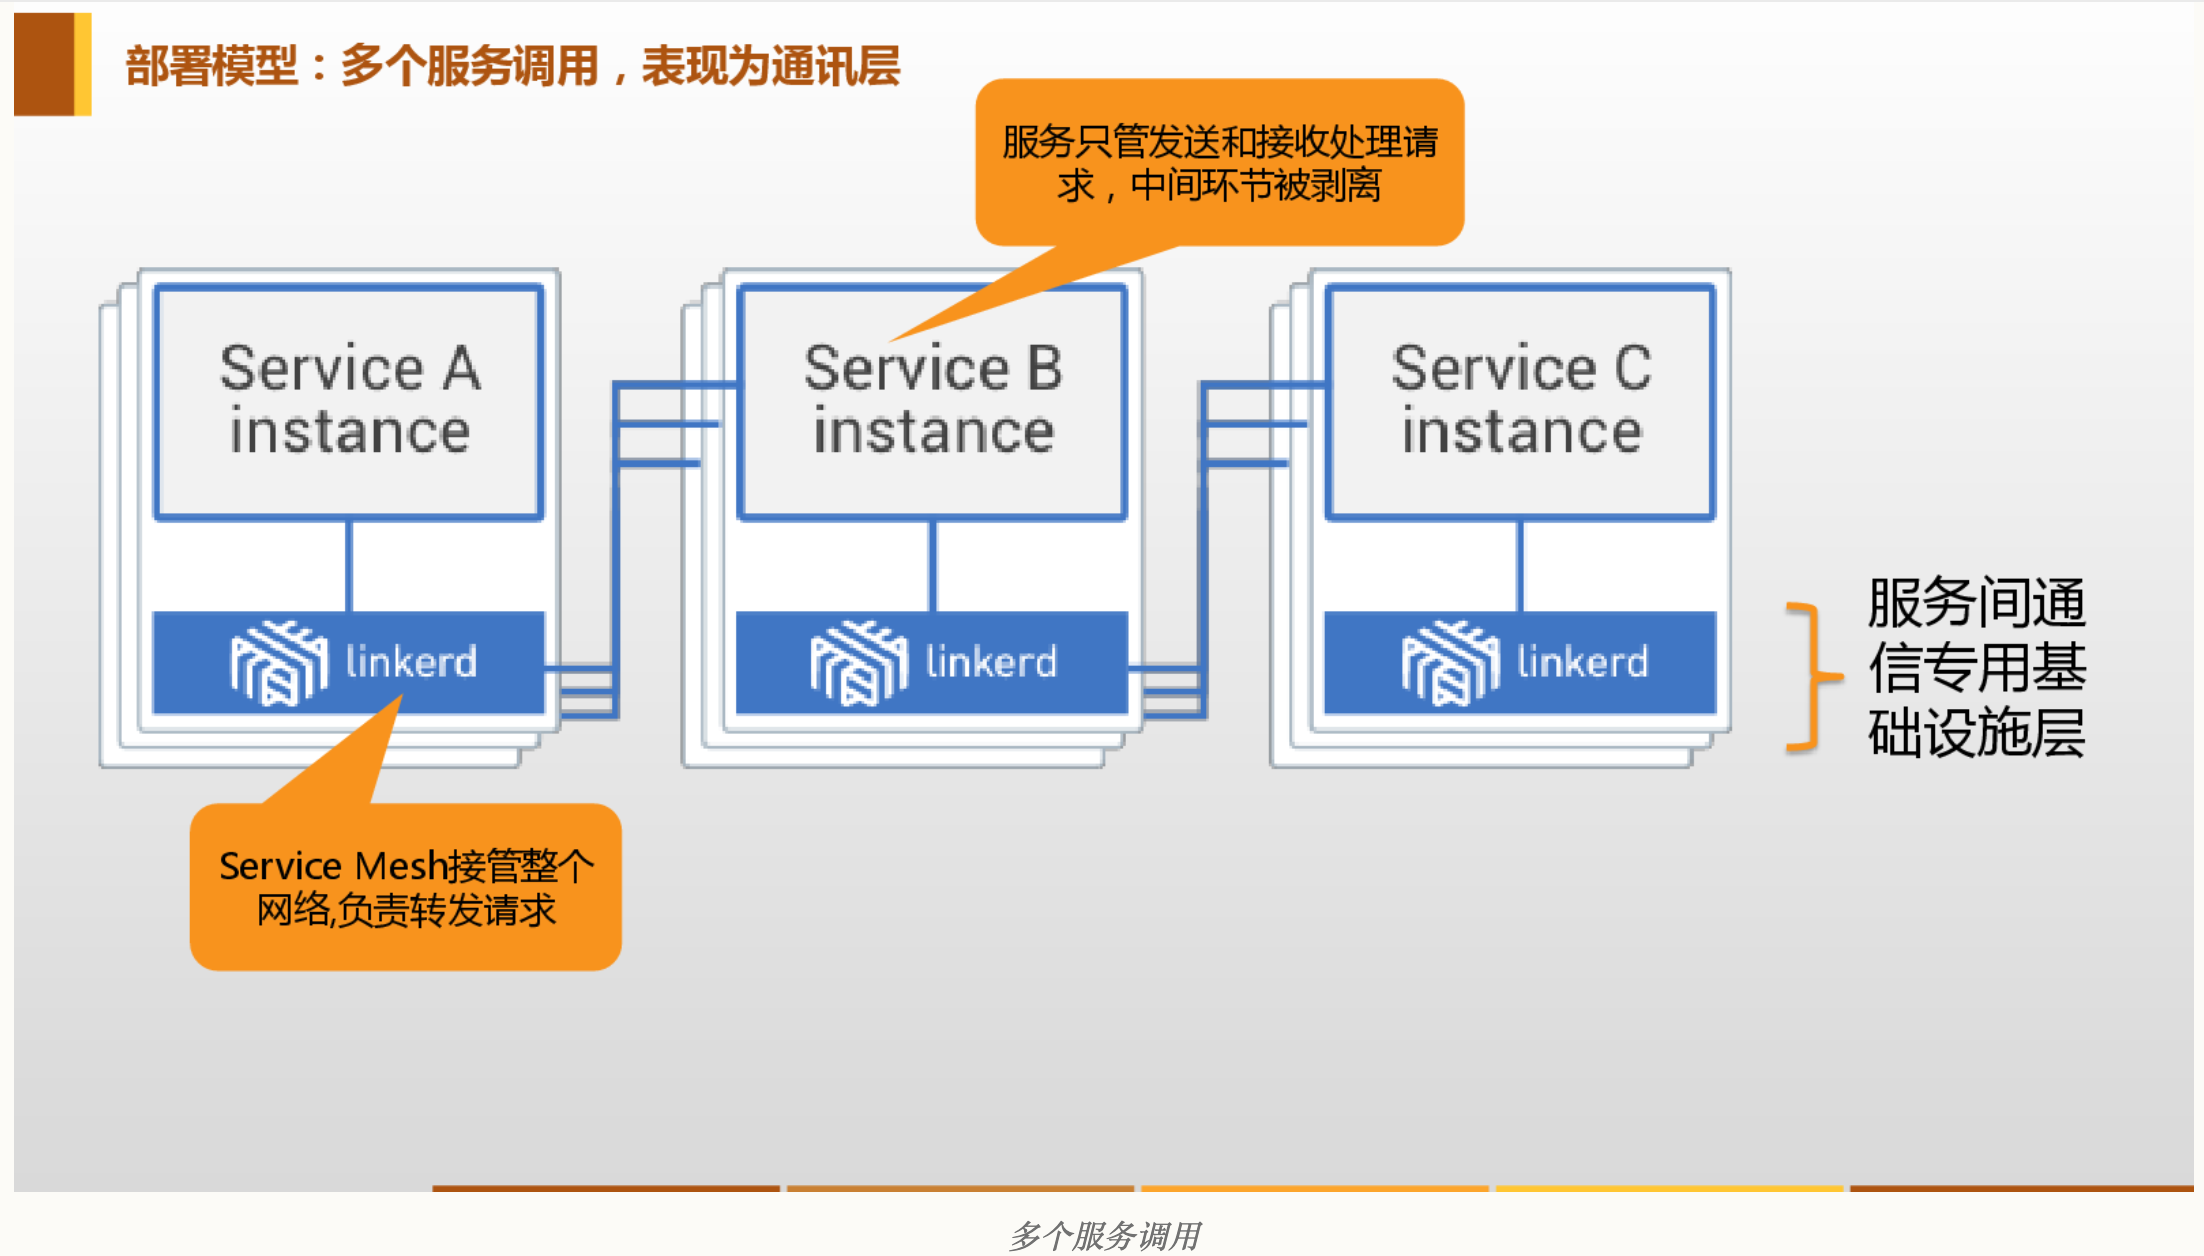 部署模型：多个服务调用，表现为通讯层
服务只管发送和接收处理请
求，中间环节被剥离
Service A
instance
Service B
instance
Service C
instance
linkerd
linkerd
linkerd
服务间通
信专用基
础设施层
Service Mesh接管整个
网络,负责转发请求
多个服务调用